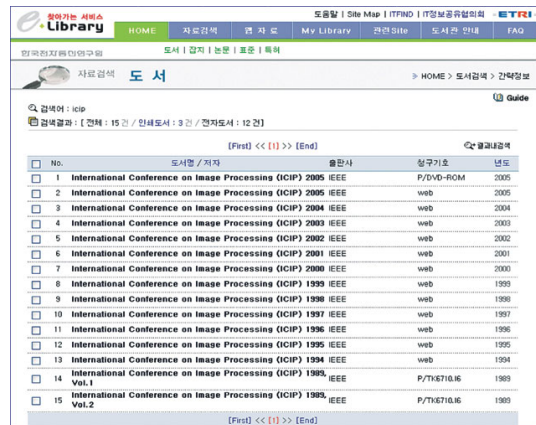 찾아가는 서비스
e-Library
도움말 | Site Map | ITFIND | IT정보공유협의회
ETRI
HOME 자료검색 웹 자료 My Library 관련Site 도서관 안내 FAQ
한국전자통신연구원
도서 | 잡지 | 논문 | 표준 | 특허
자료검색 도 서
HOME > 도서검색 > 간략정보
Guide
검색어 : icip
검색결과 : [ 전체 : 15 건 / 인쇄도서 : 3 건 / 전자도서 : 12 건]
[First] << [1] >> [End]
결과내검색
No. 도서명 / 저자 출판사 청구기호 년도
1 International Conference on Image Processing (ICIP) 2005 IEEE P/DVD-ROM 2005
2 International Conference on Image Processing (ICIP) 2005 IEEE web 2005
3 International Conference on Image Processing (ICIP) 2004 IEEE web 2004
4 International Conference on Image Processing (ICIP) 2003 IEEE web 2003
5 International Conference on Image Processing (ICIP) 2002 IEEE web 2002
6 International Conference on Image Processing (ICIP) 2001 IEEE web 2001
7 International Conference on Image Processing (ICIP) 2000 IEEE web 2000
8 International Conference on Image Processing (ICIP) 1999 IEEE web 1999
9 International Conference on Image Processing (ICIP) 1998 IEEE web 1998
10 International Conference on Image Processing (ICIP) 1997 IEEE web 1997
11 International Conference on Image Processing (ICIP) 1996 IEEE web 1996
12 International Conference on Image Processing (ICIP) 1995 IEEE web 1995
13 International Conference on Image Processing (ICIP) 1994 IEEE web 1994
14 International Conference on Image Processing (ICIP) 1989, Vol.1 IEEE P/TK6710.I6 1989
15 International Conference on Image Processing (ICIP) 1989, Vol.2 IEEE P/TK6710.I6 1989
[First] << [1] >> [End]